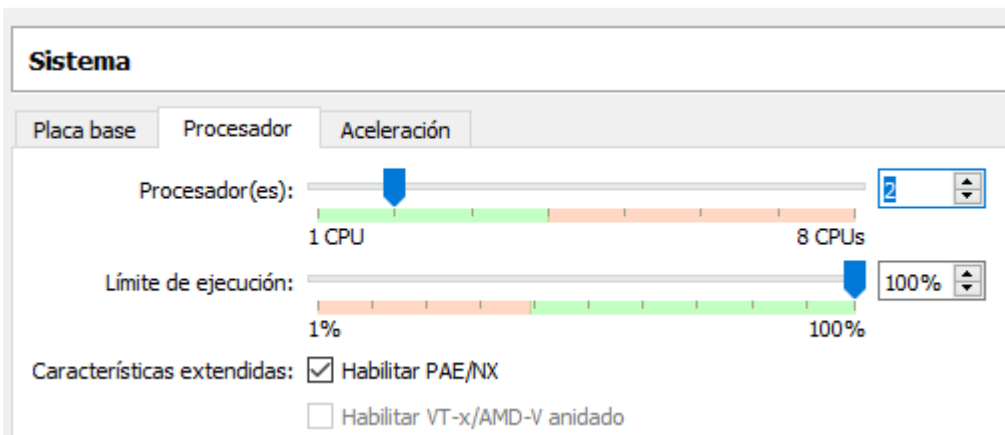 Sistema
Placa base Procesador Aceleración
Procesador(es): 2
1 CPU 8 CPUs
Límite de ejecución: 100%
1% 100%
Características extendidas: Habilitar PAE/NX
Habilitar VT-x/AMD-V anidado